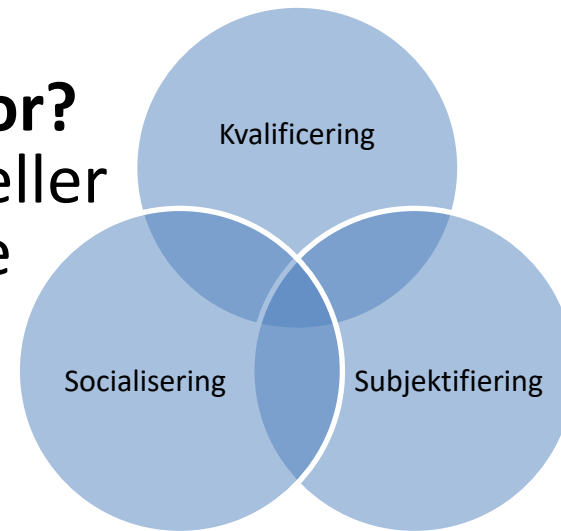 or?
eller
e
Kvalificering
Socialisering
Subjektifiering